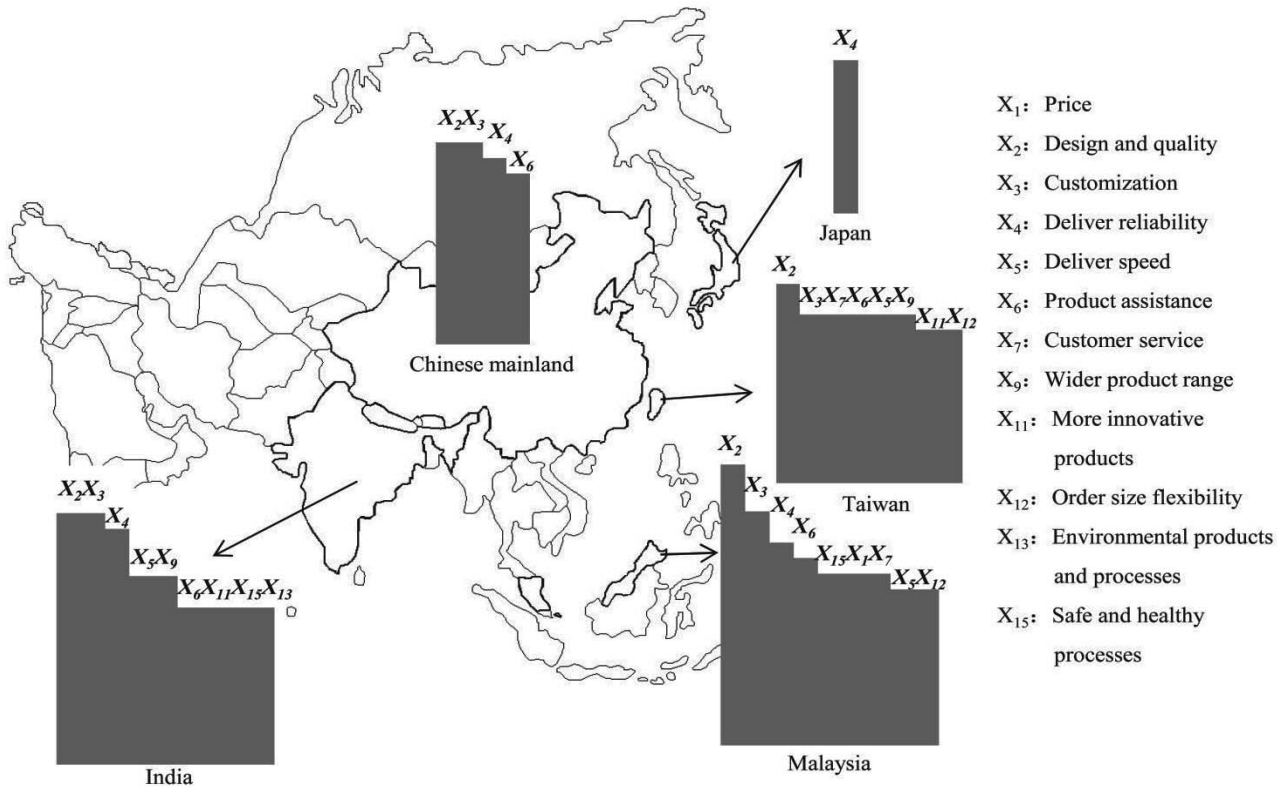 X₄
Japan
X₂X₃
X₄
X₆
Chinese mainland
X₂
X₃X₇X₆X₅X₉
X₁₁X₁₂
Taiwan
X₂
X₃
X₄
X₆
X₁₅X₁X₇
X₅X₁₂
Malaysia
X₂X₃
X₄
X₅X₉
X₆X₁₁X₁₅X₁₃
India
X₁: Price
X₂: Design and quality
X₃: Customization
X₄: Deliver reliability
X₅: Deliver speed
X₆: Product assistance
X₇: Customer service
X₉: Wider product range
X₁₁: More innovative
products
X₁₂: Order size flexibility
X₁₃: Environmental products
and processes
X₁₅: Safe and healthy
processes